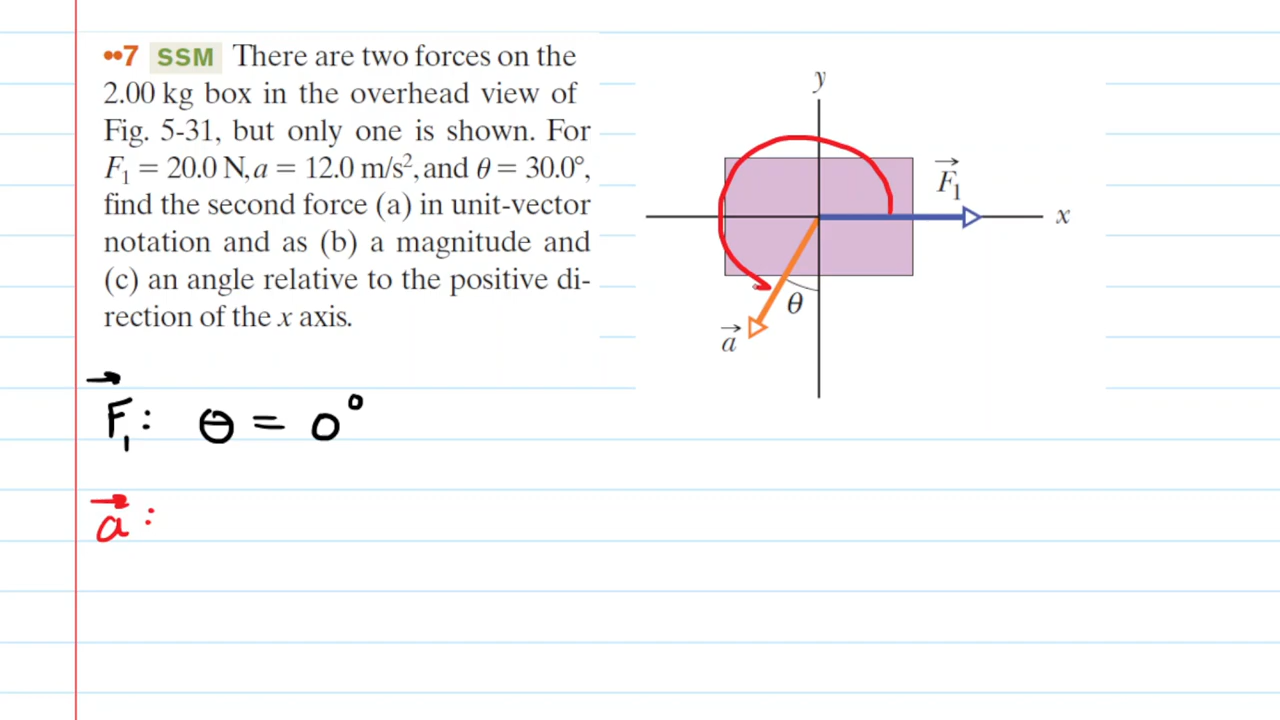 ••7 SSM There are two forces on the
2.00 kg box in the overhead view of
Fig. 5-31, but only one is shown. For
F₁ = 20.0 N, a = 12.0 m/s², and θ = 30.0°,
find the second force (a) in unit-vector
notation and as (b) a magnitude and
(c) an angle relative to the positive di-
rection of the x axis.
y
F⃗₁
x
θ
a⃗
F⃗₁: θ = 0°
a⃗: